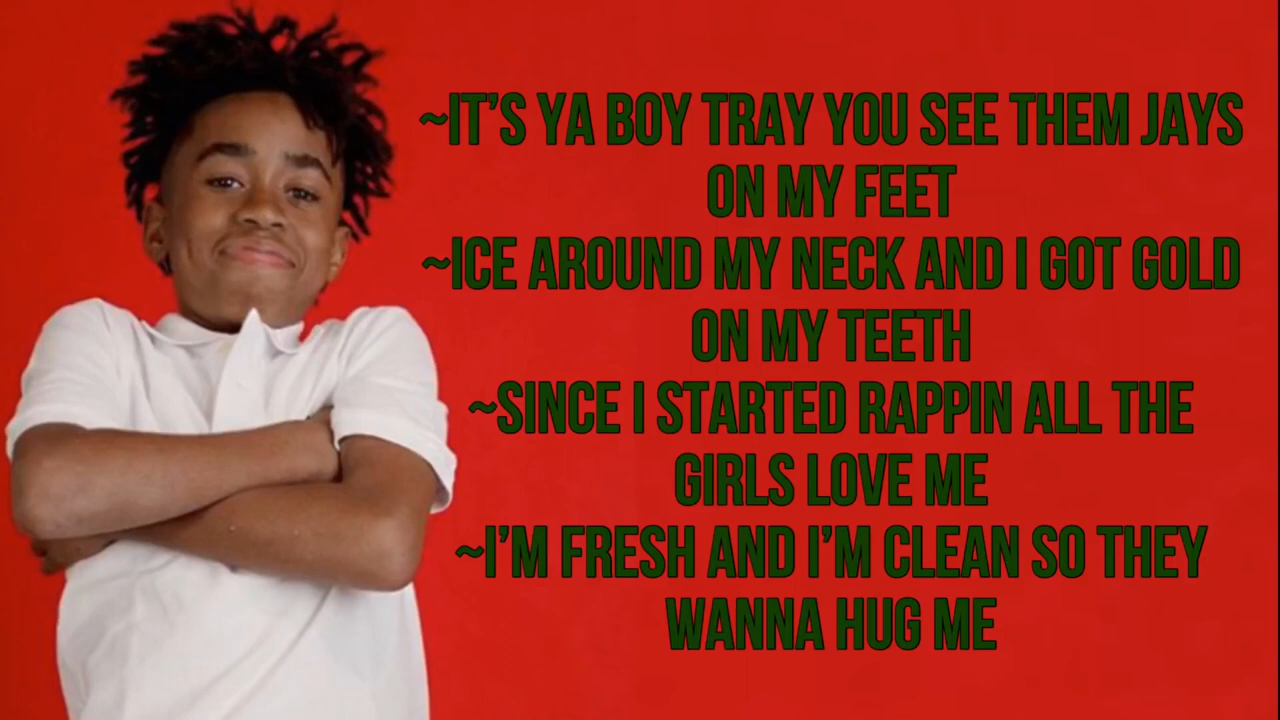 ~IT'S YA BOY TRAY YOU SEE THEM JAYS
ON MY FEET
~ICE AROUND MY NECK AND I GOT GOLD
ON MY TEETH
~SINCE I STARTED RAPPIN ALL THE
GIRLS LOVE ME
~I'M FRESH AND I'M CLEAN SO THEY
WANNA HUG ME